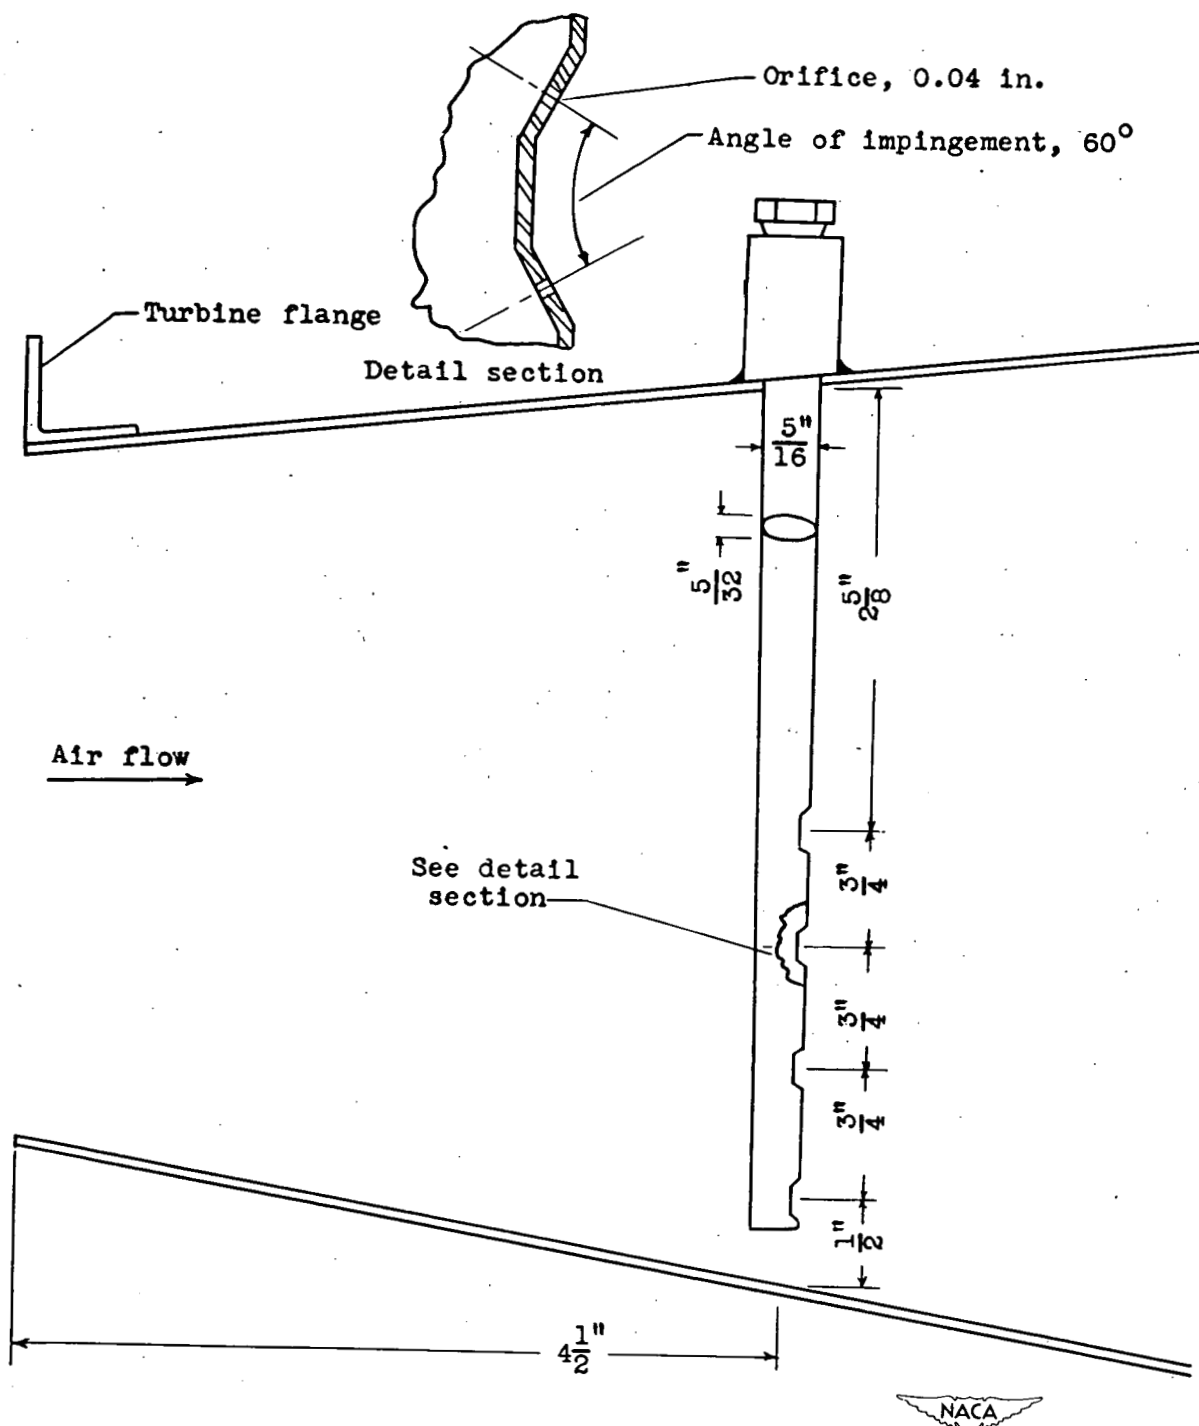 Orifice, 0.04 in.
Angle of impingement, 60°
Turbine flange
Detail section
5"/16
5"/32
2 5"/8
Air flow
See detail
section
3"/4
3"/4
3"/4
1"/2
4 1"/2
NACA